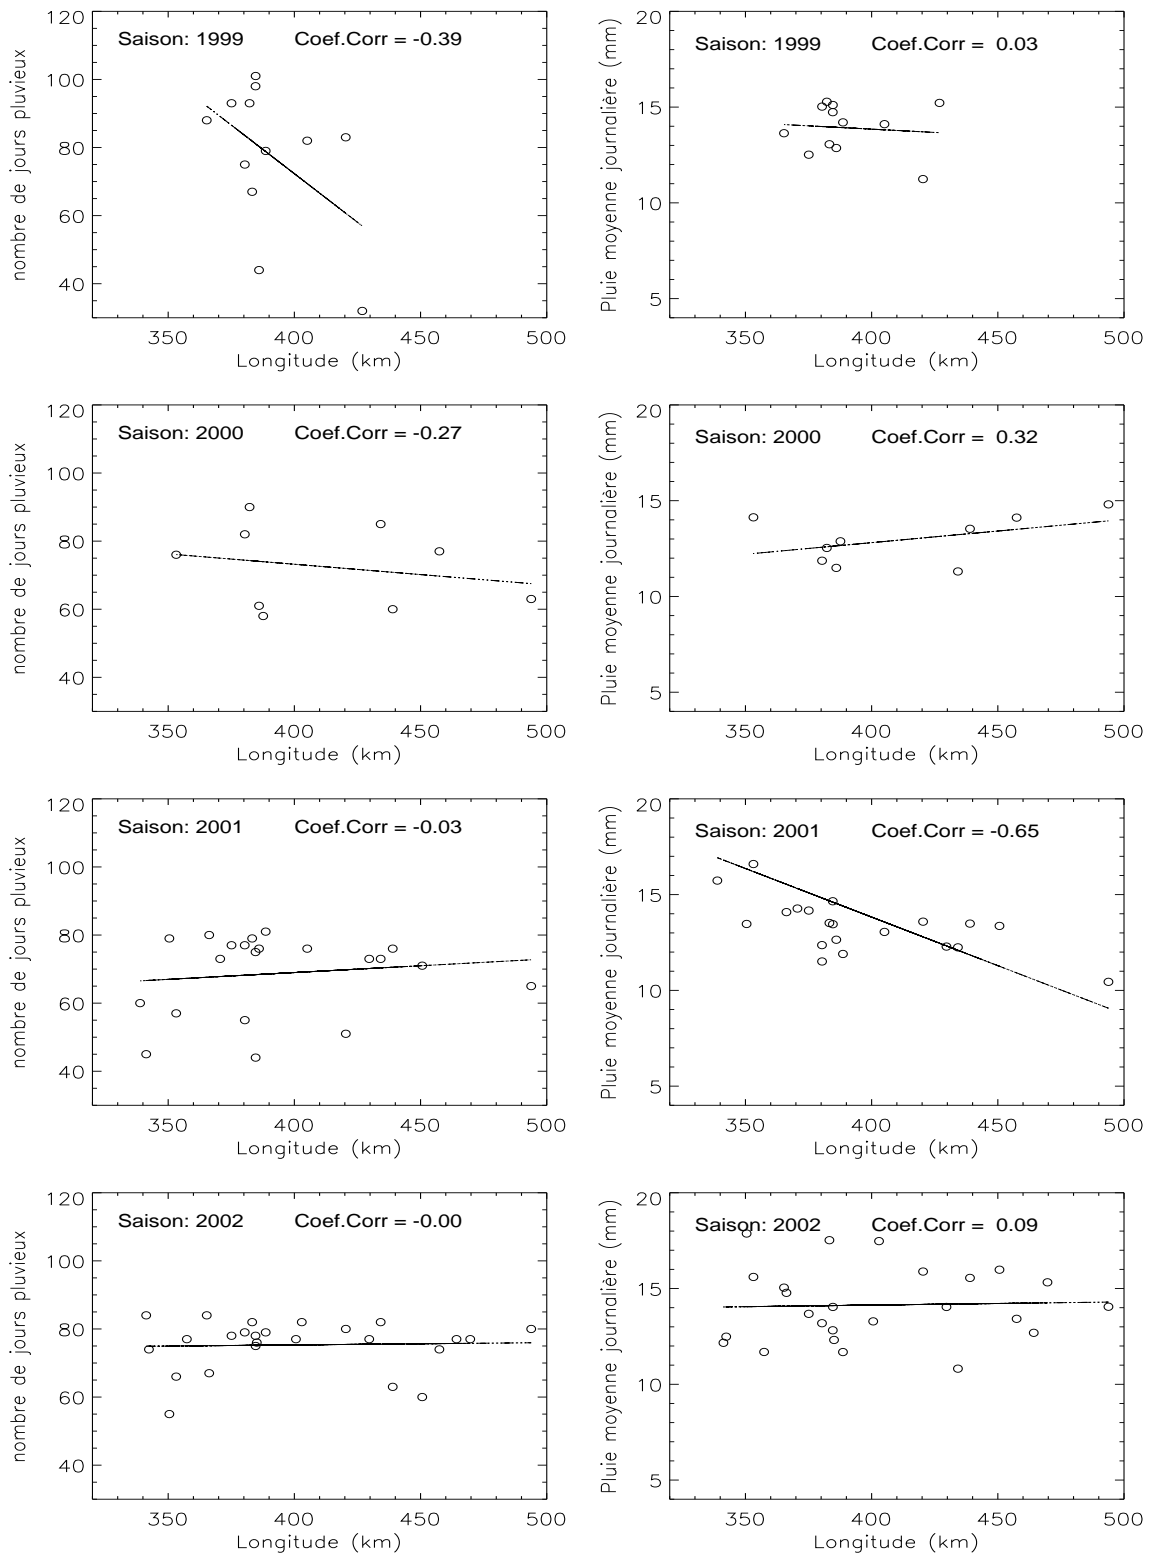 120
100
80
60
40
nombre de jours pluvieux
Saison: 1999 Coef.Corr = -0.39
350 400 450 500
Longitude (km)
20
15
10
5
Pluie moyenne journalière (mm)
Saison: 1999 Coef.Corr = 0.03
350 400 450 500
Longitude (km)
120
100
80
60
40
nombre de jours pluvieux
Saison: 2000 Coef.Corr = -0.27
350 400 450 500
Longitude (km)
20
15
10
5
Pluie moyenne journalière (mm)
Saison: 2000 Coef.Corr = 0.32
350 400 450 500
Longitude (km)
120
100
80
60
40
nombre de jours pluvieux
Saison: 2001 Coef.Corr = -0.03
350 400 450 500
Longitude (km)
20
15
10
5
Pluie moyenne journalière (mm)
Saison: 2001 Coef.Corr = -0.65
350 400 450 500
Longitude (km)
120
100
80
60
40
nombre de jours pluvieux
Saison: 2002 Coef.Corr = -0.00
350 400 450 500
Longitude (km)
20
15
10
5
Pluie moyenne journalière (mm)
Saison: 2002 Coef.Corr = 0.09
350 400 450 500
Longitude (km)